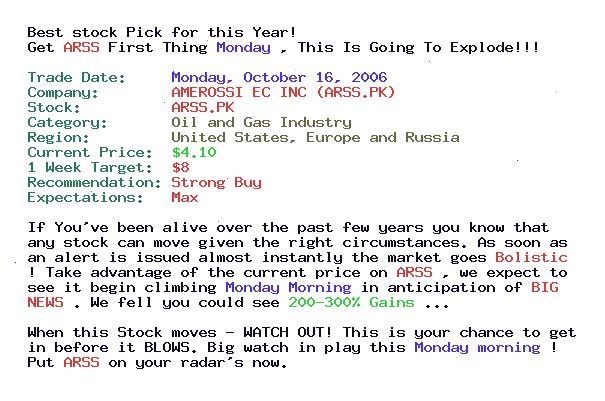 Best stock Pick for this Year!
Get ARSS First Thing Monday , This Is Going To Explode!!!
Trade Date: Monday, October 16, 2006
Company: AMEROSSI EC INC (ARSS.PK)
Stock: ARSS.PK
Category: Oil and Gas Industry
Region: United States, Europe and Russia
Current Price: $4.10
1 Week Target: $8
Recommendation: Strong Buy
Expectations: Max
If You've been alive over the past few years you know that
any stock can move given the right circumstances. As soon as
an alert is issued almost instantly the market goes Bolistic
! Take advantage of the current price on ARSS , we expect to
see it begin climbing Monday Morning in anticipation of BIG
NEWS . We fell you could see 200-300% Gains ...
When this Stock moves - WATCH OUT! This is your chance to get
in before it BLOWS. Big watch in play this Monday morning !
Put ARSS on your radar's now.